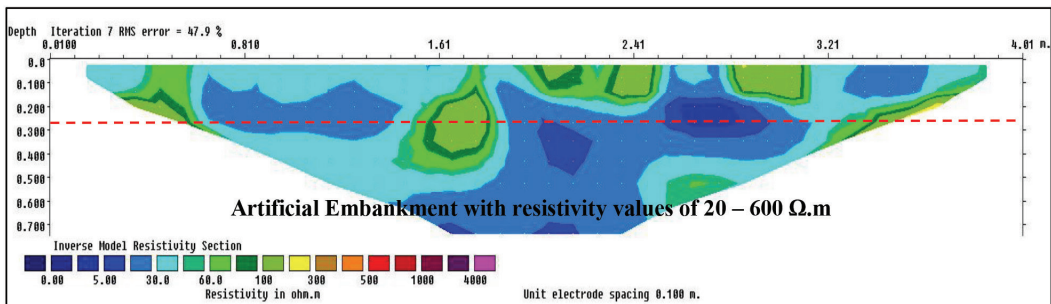 Depth Iteration 7 RMS error = 47.9 %
0.0100 0.810 1.61 2.41 3.21 4.01 m.
0.0
0.100
0.200
0.300
0.400
0.500
0.600
0.700
Artificial Embankment with resistivity values of 20 – 600 Ω.m
Inverse Model Resistivity Section
0.00 5.00 30.0 60.0 100 300 500 1000 4000
Resistivity in ohm.m Unit electrode spacing 0.100 m.